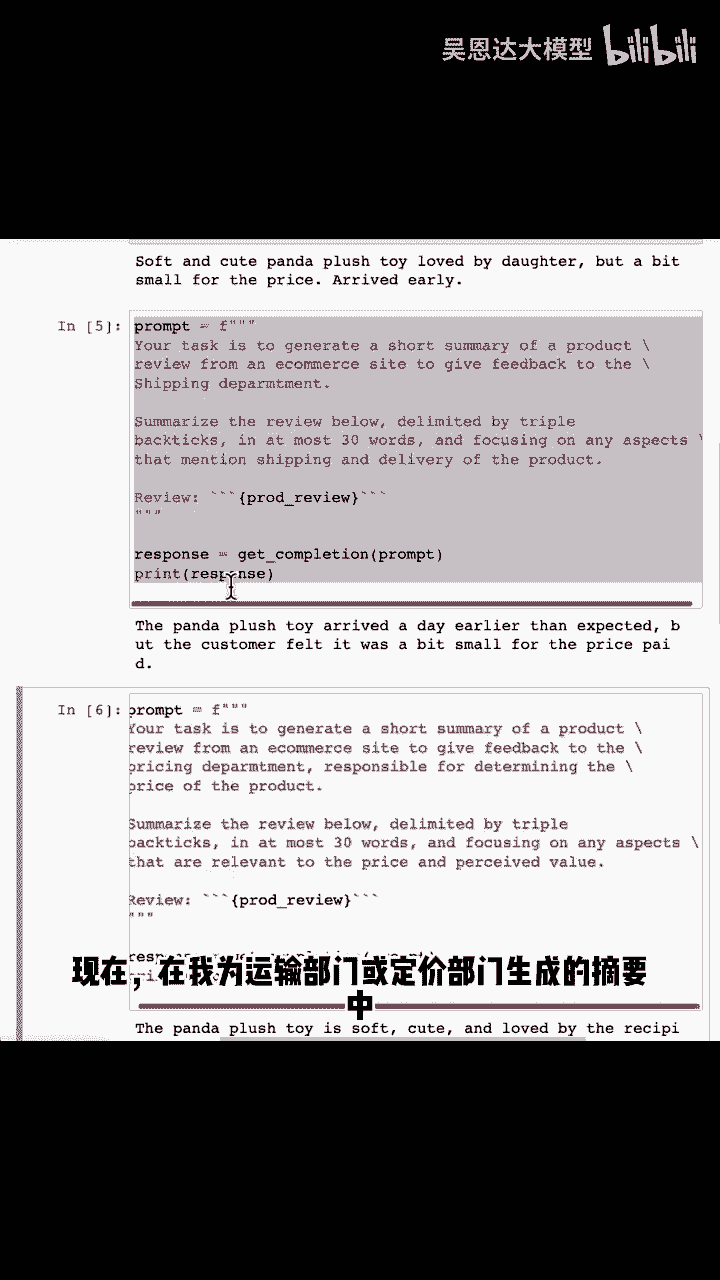 吴恩达大模型 bilibili
Soft and cute panda plush toy loved by daughter, but a bit
small for the price. Arrived early.
In [5]: prompt = f"""
Your task is to generate a short summary of a product \
review from an ecommerce site to give feedback to the \
Shipping deparmtment.
Summarize the review below, delimited by triple
backticks, in at most 30 words, and focusing on any aspects \
that mention shipping and delivery of the product.
Review: ```{prod_review}```
"""
response = get_completion(prompt)
print(response)
The panda plush toy arrived a day earlier than expected, b
ut the customer felt it was a bit small for the price pai
d.
In [6]: prompt = f"""
Your task is to generate a short summary of a product \
review from an ecommerce site to give feedback to the \
pricing deparmtment, responsible for determining the \
price of the product.
Summarize the review below, delimited by triple
backticks, in at most 30 words, and focusing on any aspects \
that are relevant to the price and perceived value.
Review: ```{prod_review}```
"""
现在，在我为运输部门或定价部门生成的摘要
中
The panda plush toy is soft, cute, and loved by the recipi